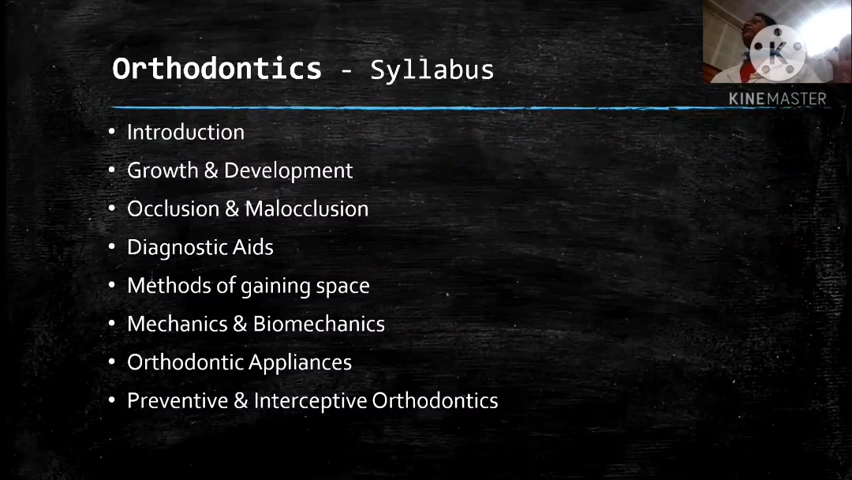 Orthodontics - Syllabus
K
KINEMASTER
• Introduction
• Growth & Development
• Occlusion & Malocclusion
• Diagnostic Aids
• Methods of gaining space
• Mechanics & Biomechanics
• Orthodontic Appliances
• Preventive & Interceptive Orthodontics